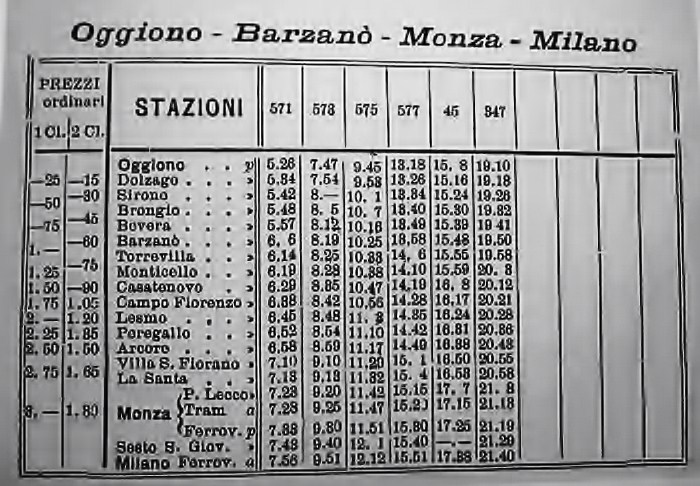 Oggiono - Barzanò - Monza - Milano
PREZZI ordinari STAZIONI 571 573 575 577 45 347
1 Cl. 2 Cl.
Oggiono . . p 5.26 7.47 9.45 13.18 15. 8 19.10
—25 —15 Dolzago . . . » 5.34 7.54 9.53 13.26 15.16 19.18
—50 —30 Sirono . . . » 5.42 8.— 10. 1 13.34 15.24 19.26
Brongio . . . » 5.48 8. 5 10. 7 13.40 15.30 19.32
—75 —45 Bevera . . . » 5.57 8.12 10.16 13.49 15.39 19 41
1.— —60 Barzanò . . . » 6. 6 8.19 10.25 13.58 15.48 19.50
Torrevilla . . » 6.14 8.25 10.33 14. 6 15.55 19.58
1.25 —75 Monticello . . » 6.19 8.28 10.38 14.10 15.59 20. 3
1.50 —90 Casatenovo . » 6.29 8.35 10.47 14.19 16. 8 20.12
1.75 1.05 Campo Fiorenzo » 6.38 8.42 10.56 14.28 16.17 20.21
2.— 1.20 Lesmo . . . » 6.45 8.48 11. 3 14.35 16.24 20.28
2.25 1.35 Peregallo . . » 6.52 8.54 11.10 14.42 16.31 20.36
2.50 1.50 Arcore . . . » 6.58 8.59 11.17 14.49 16.38 20.48
Villa S. Fiorano » 7.10 9.10 11.29 15. 1 16.50 20.55
2.75 1.65 La Santa . . » 7.13 9.13 11.32 15. 4 16.53 20.58
P. Lecco » 7.23 9.20 11.42 15.15 17. 7 21. 8
3.— 1.80 Monza Tram a 7.28 9.25 11.47 15.20 17.15 21.13
Ferrov. p 7.33 9.30 11.51 15.30 17.25 21.19
Sesto S. Giov. » 7.43 9.40 12. 1 15.40 —.— 21.29
Milano Ferrov. a 7.56 9.51 12.12 15.51 17.38 21.40